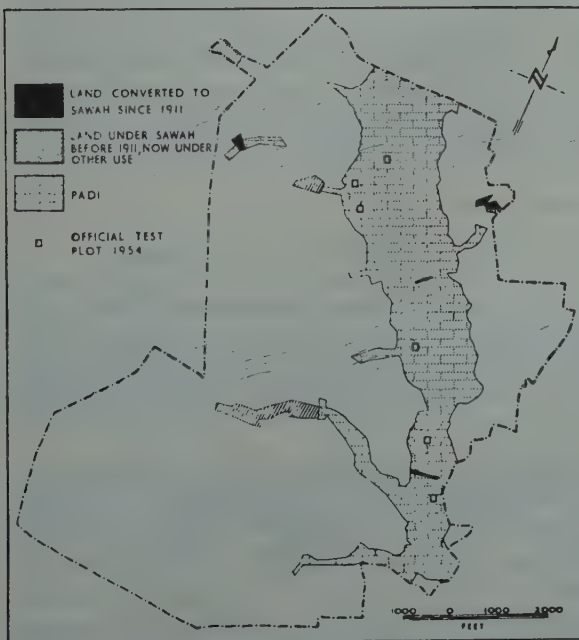 LAND CONVERTED TO
SAWAH SINCE 1911
LAND UNDER SAWAH
BEFORE 1911, NOW UNDER
OTHER USE
PADI
OFFICIAL TEST
PLOT 1954
N
1000 0 1000 2000
FEET